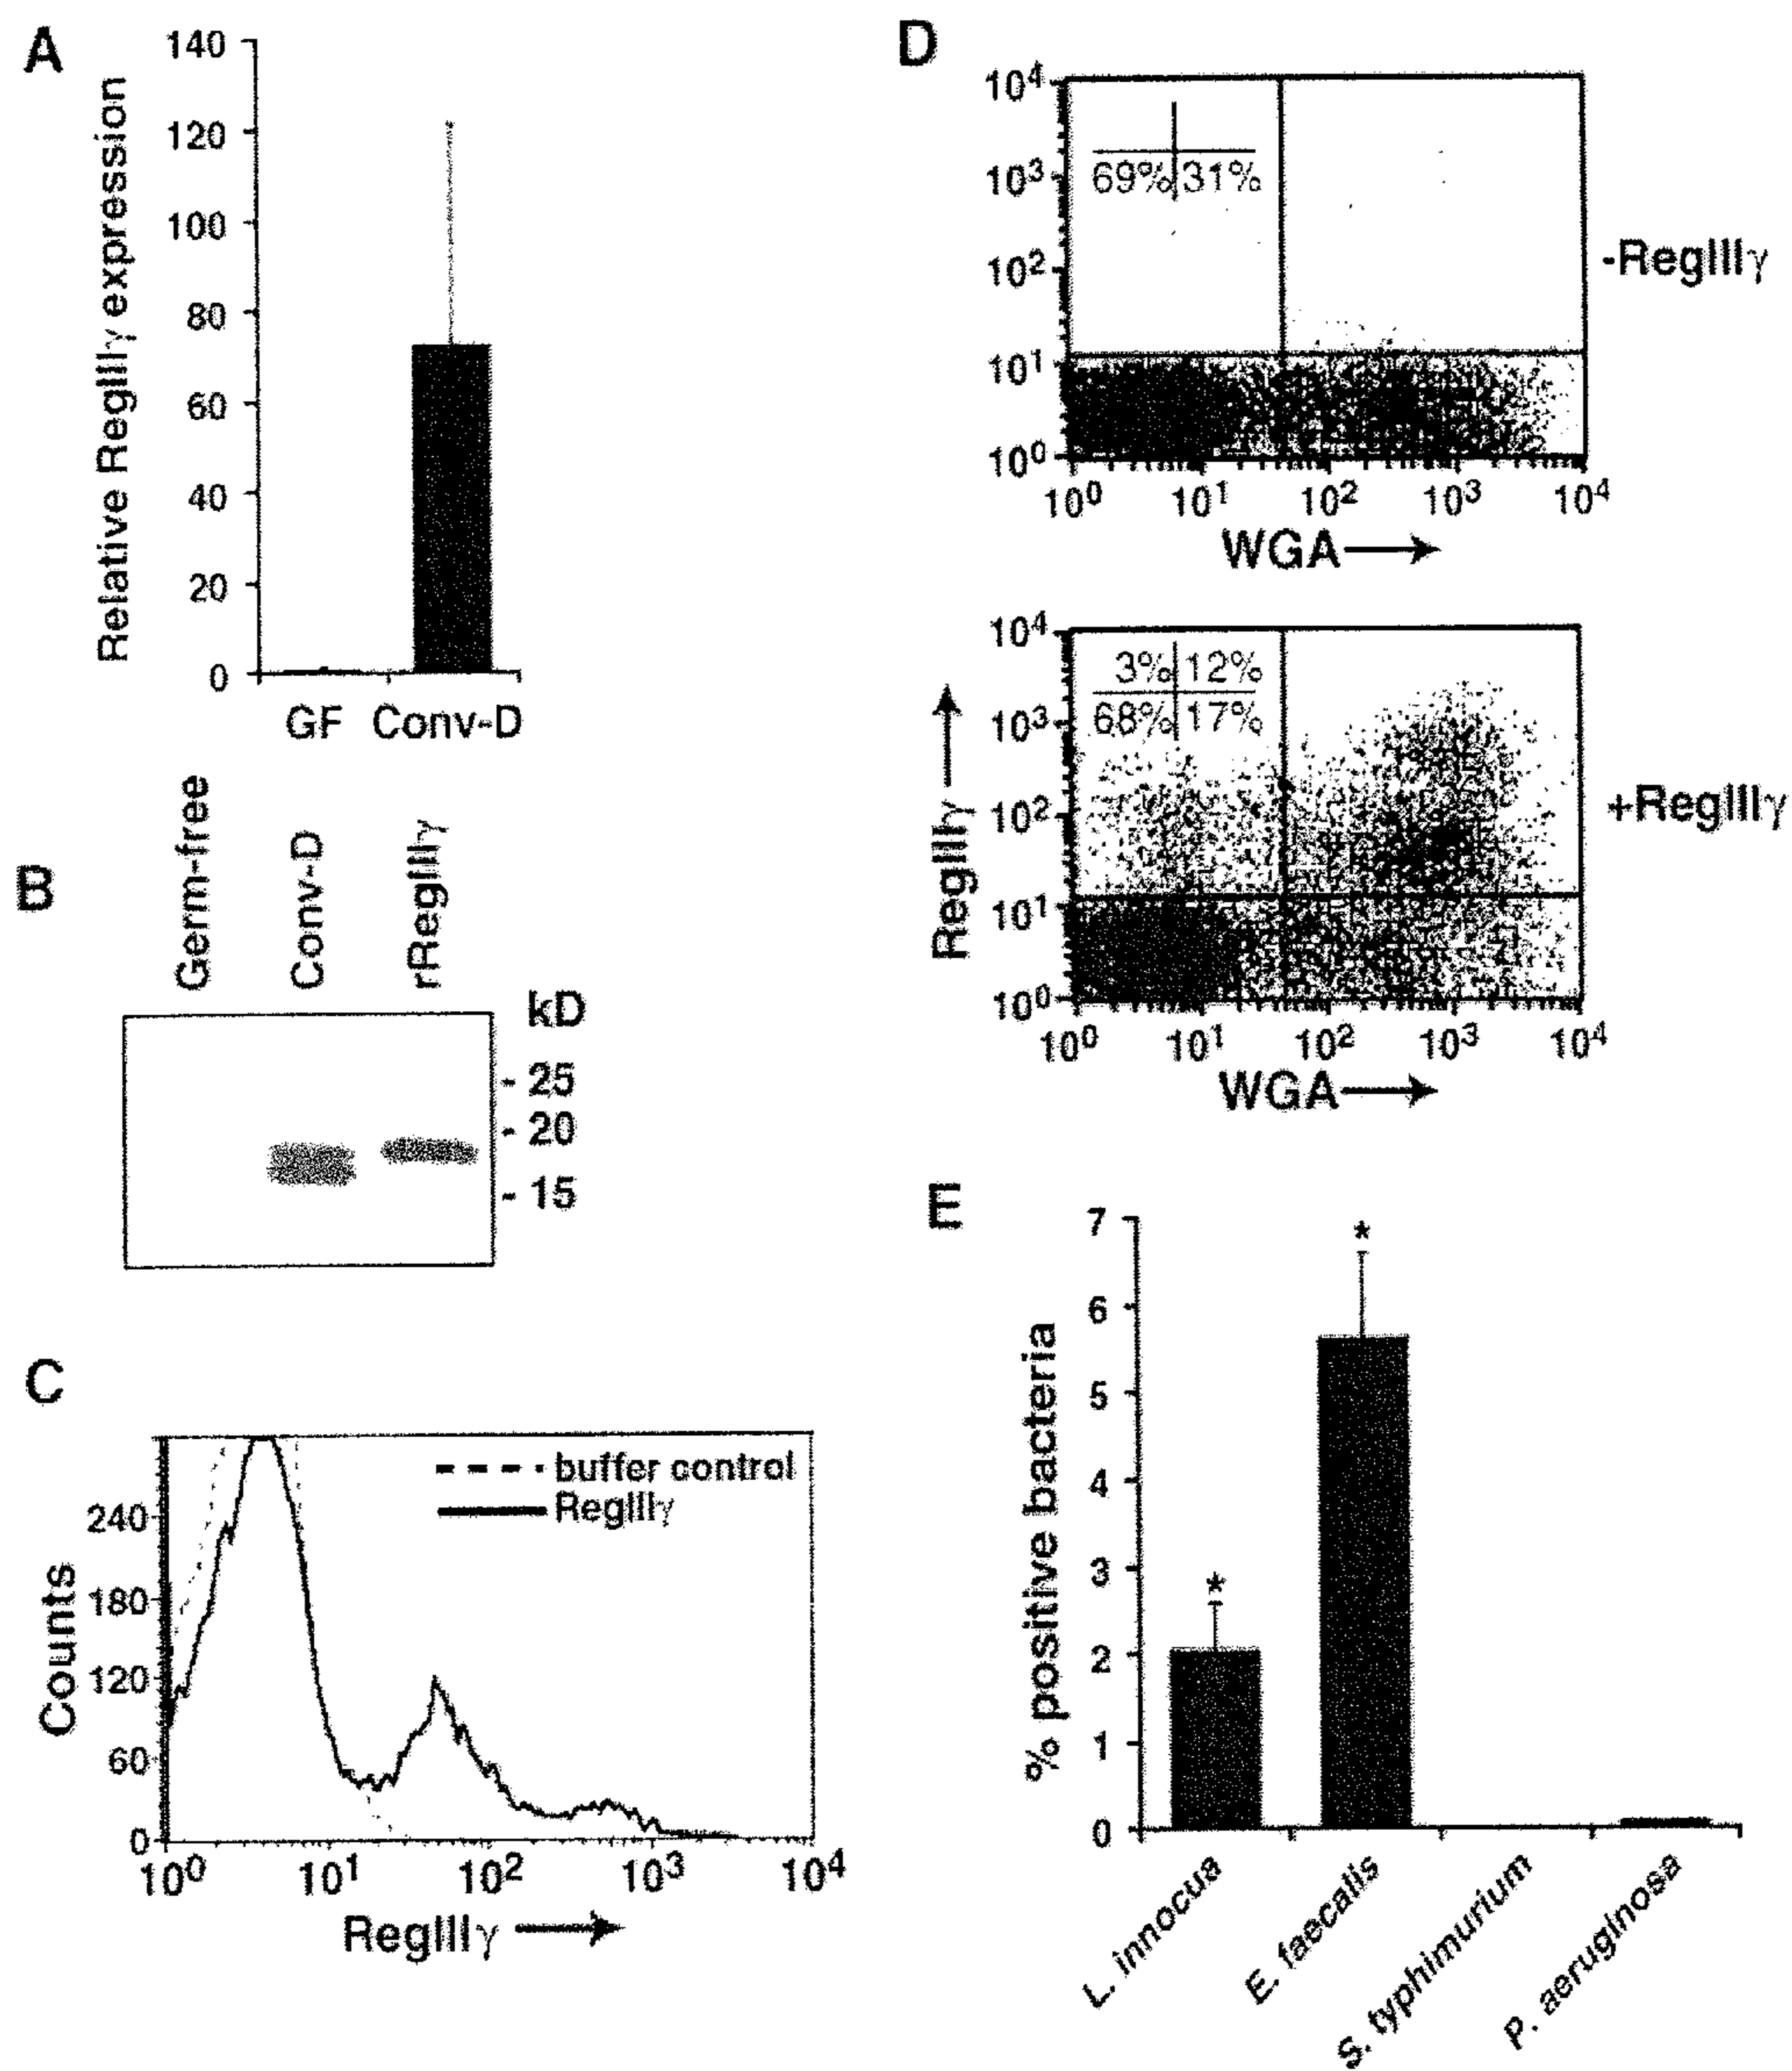 A
Relative RegIIIγ expression
140
120
100
80
60
40
20
0
GF Conv-D
B
Germ-free
Conv-D
rRegIIIγ
kD
- 25
- 20
- 15
C
Counts
240
180
120
60
0
buffer control
RegIIIγ
10⁰ 10¹ 10² 10³ 10⁴
RegIIIγ →
D
10⁴
10³
10²
10¹
10⁰
69% 31%
-RegIIIγ
10⁰ 10¹ 10² 10³ 10⁴
WGA →
RegIIIγ →
10⁴
10³
10²
10¹
10⁰
3% 12%
68% 17%
+RegIIIγ
10⁰ 10¹ 10² 10³ 10⁴
WGA →
E
% positive bacteria
7
6
5
4
3
2
1
0
* *
L. innocua
E. faecalis
S. typhimurium
P. aeruginosa